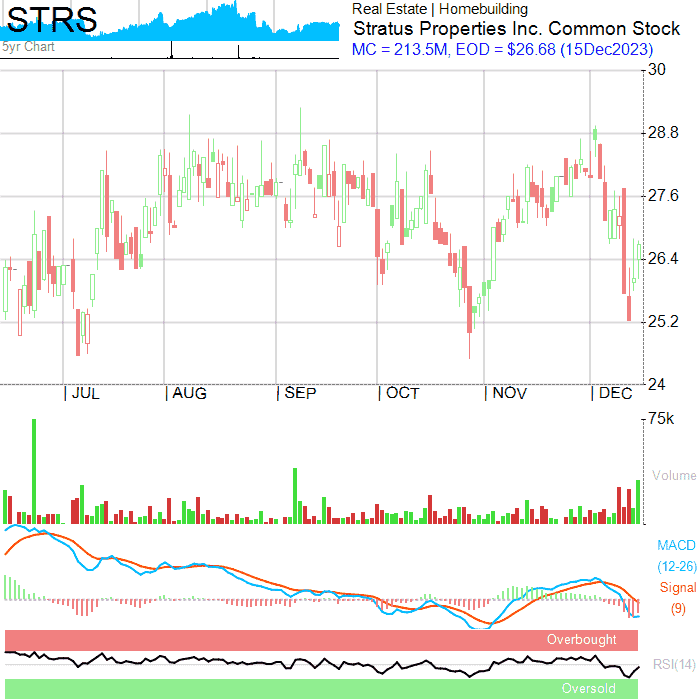 STRS
5yr Chart
Real Estate | Homebuilding
Stratus Properties Inc. Common Stock
MC = 213.5M, EOD = $26.68 (15Dec2023)
30
28.8
27.6
26.4
25.2
24
JUL
AUG
SEP
OCT
NOV
DEC
75k
Volume
MACD
(12-26)
Signal
(9)
Overbought
RSI(14)
Oversold